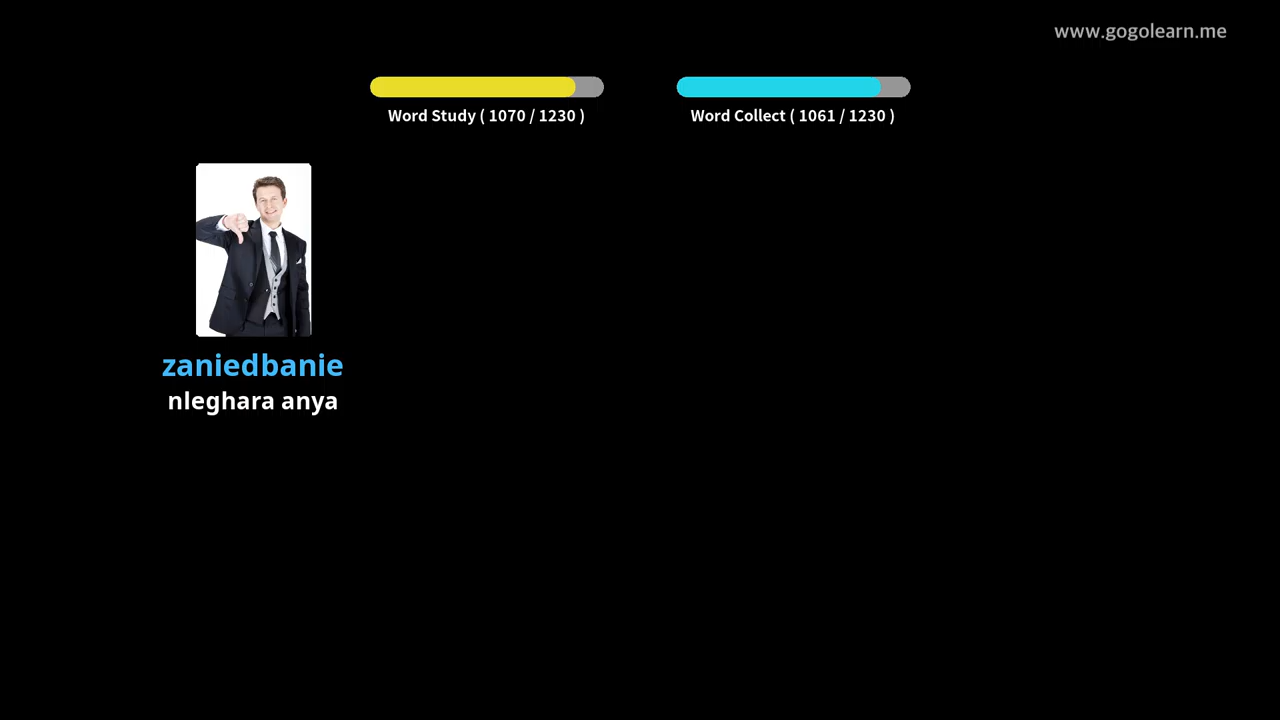 www.gogolearn.me
Word Study ( 1070 / 1230 )
Word Collect ( 1061 / 1230 )
zaniedbanie
nleghara anya